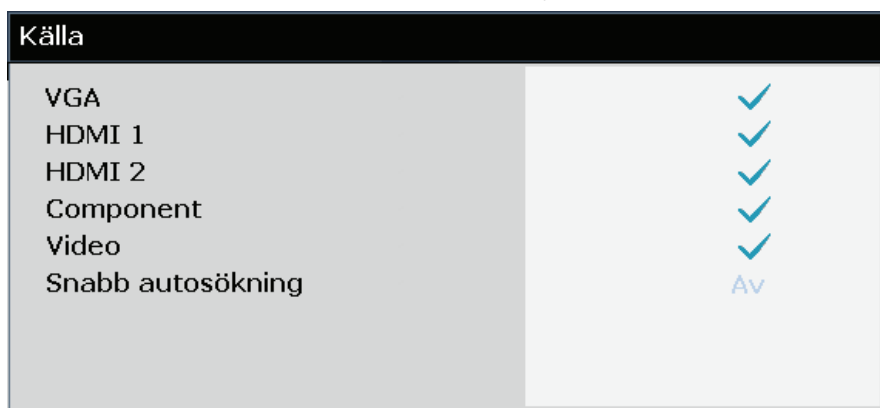 Källa
VGA
HDMI 1
HDMI 2
Component
Video
Snabb autosökning Av